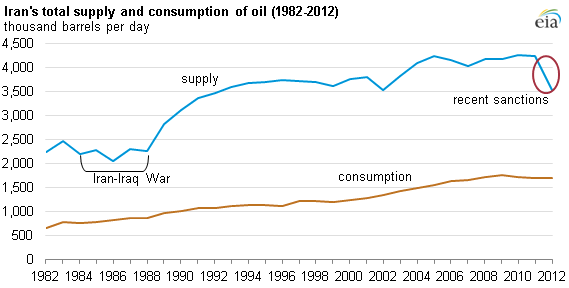 Iran's total supply and consumption of oil (1982-2012)
thousand barrels per day
eia
4,500
4,000
3,500
3,000
2,500
2,000
1,500
1,000
500
0
supply
recent sanctions
Iran-Iraq War
consumption
1982 1984 1986 1988 1990 1992 1994 1996 1998 2000 2002 2004 2006 2008 2010 2012